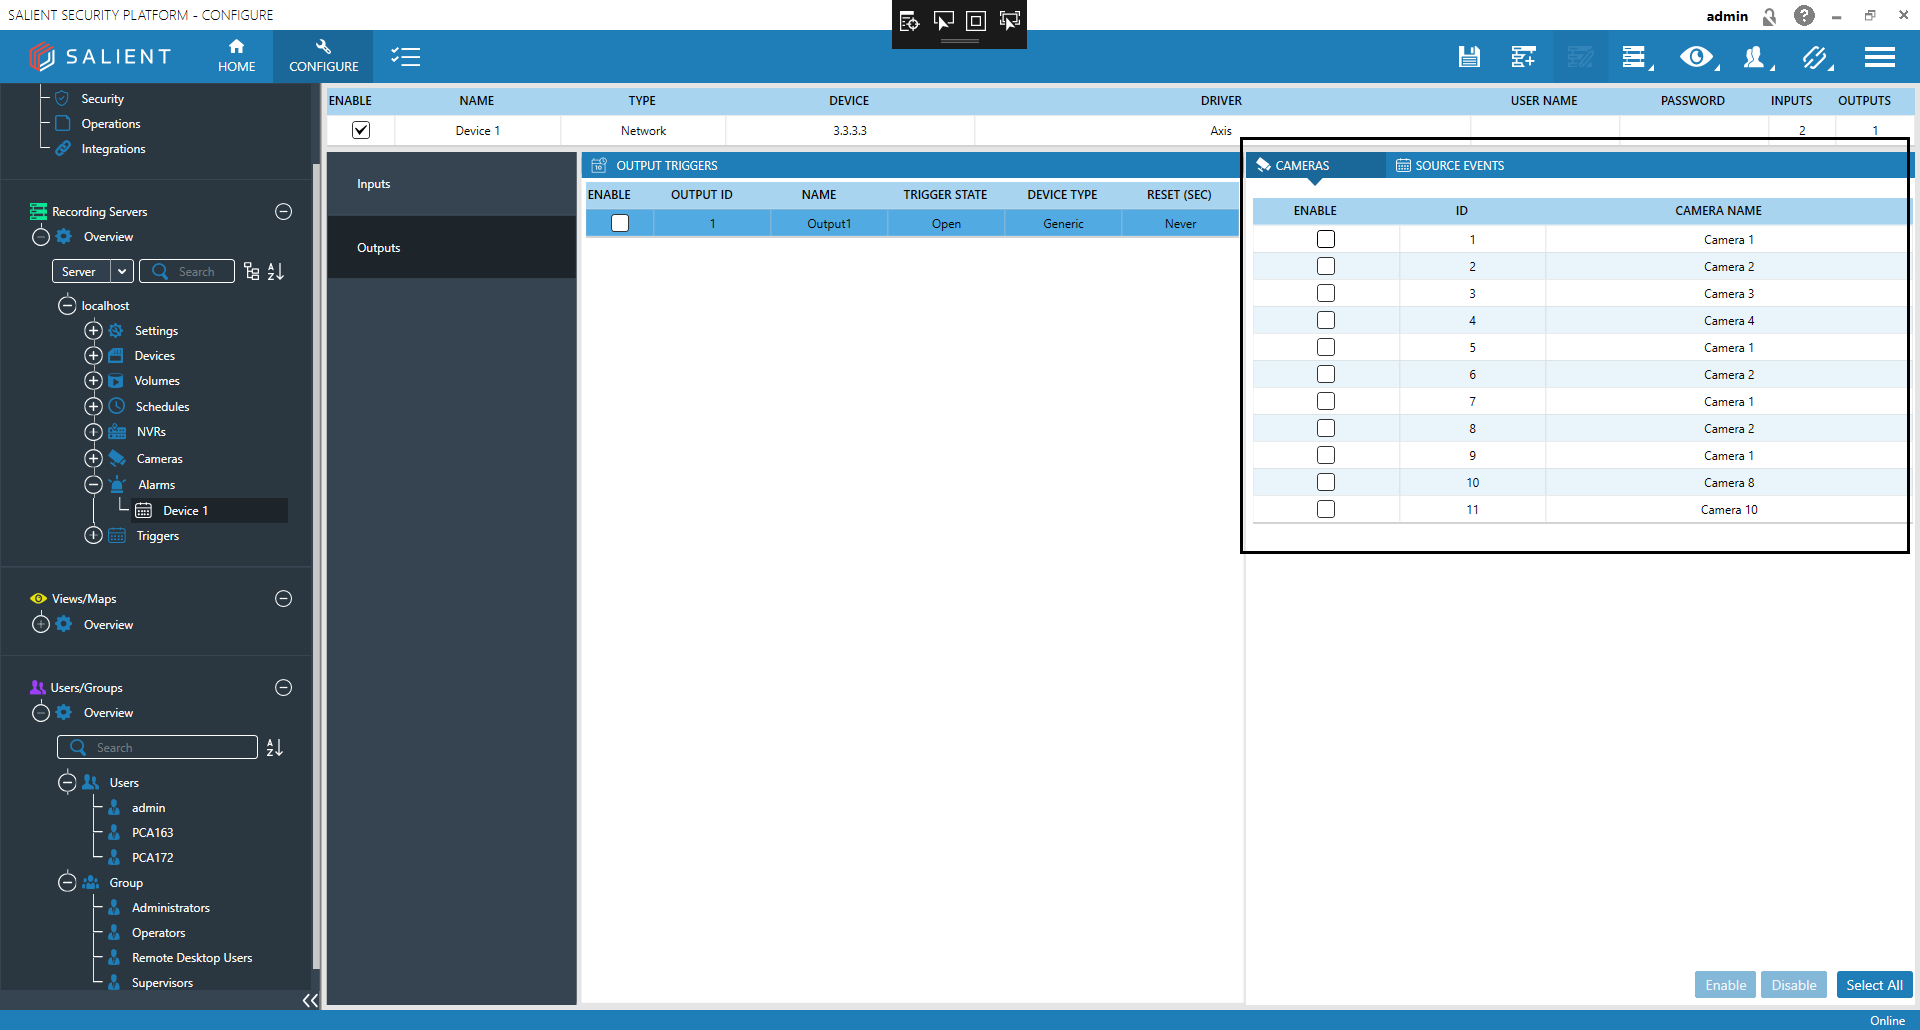 SALIENT SECURITY PLATFORM - CONFIGURE
admin
SALIENT
HOME
CONFIGURE
Security
Operations
Integrations
Recording Servers
Overview
Server
Search
localhost
Settings
Devices
Volumes
Schedules
NVRs
Cameras
Alarms
Device 1
Triggers
Views/Maps
Overview
Users/Groups
Overview
Search
Users
admin
PCA163
PCA172
Group
Administrators
Operators
Remote Desktop Users
Supervisors
ENABLE NAME TYPE DEVICE DRIVER USER NAME PASSWORD INPUTS OUTPUTS
Device 1 Network 3.3.3.3 Axis 2 1
Inputs
Outputs
OUTPUT TRIGGERS
ENABLE OUTPUT ID NAME TRIGGER STATE DEVICE TYPE RESET (SEC)
1 Output1 Open Generic Never
CAMERAS SOURCE EVENTS
ENABLE ID CAMERA NAME
1 Camera 1
2 Camera 2
3 Camera 3
4 Camera 4
5 Camera 1
6 Camera 2
7 Camera 1
8 Camera 2
9 Camera 1
10 Camera 8
11 Camera 10
Enable Disable Select All
Online